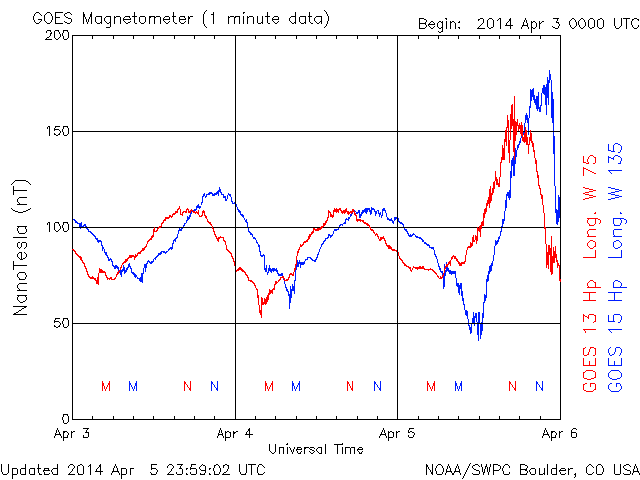 GOES Magnetometer (1 minute data)
Begin: 2014 Apr 3 0000 UTC
200
150
100
50
0
NanoTesla (nT)
M M N N M M N N M M N N
Apr 3 Apr 4 Apr 5 Apr 6
Universal Time
GOES 13 Hp Long. W 75
GOES 15 Hp Long. W 135
Updated 2014 Apr 5 23:59:02 UTC
NOAA/SWPC Boulder, CO USA